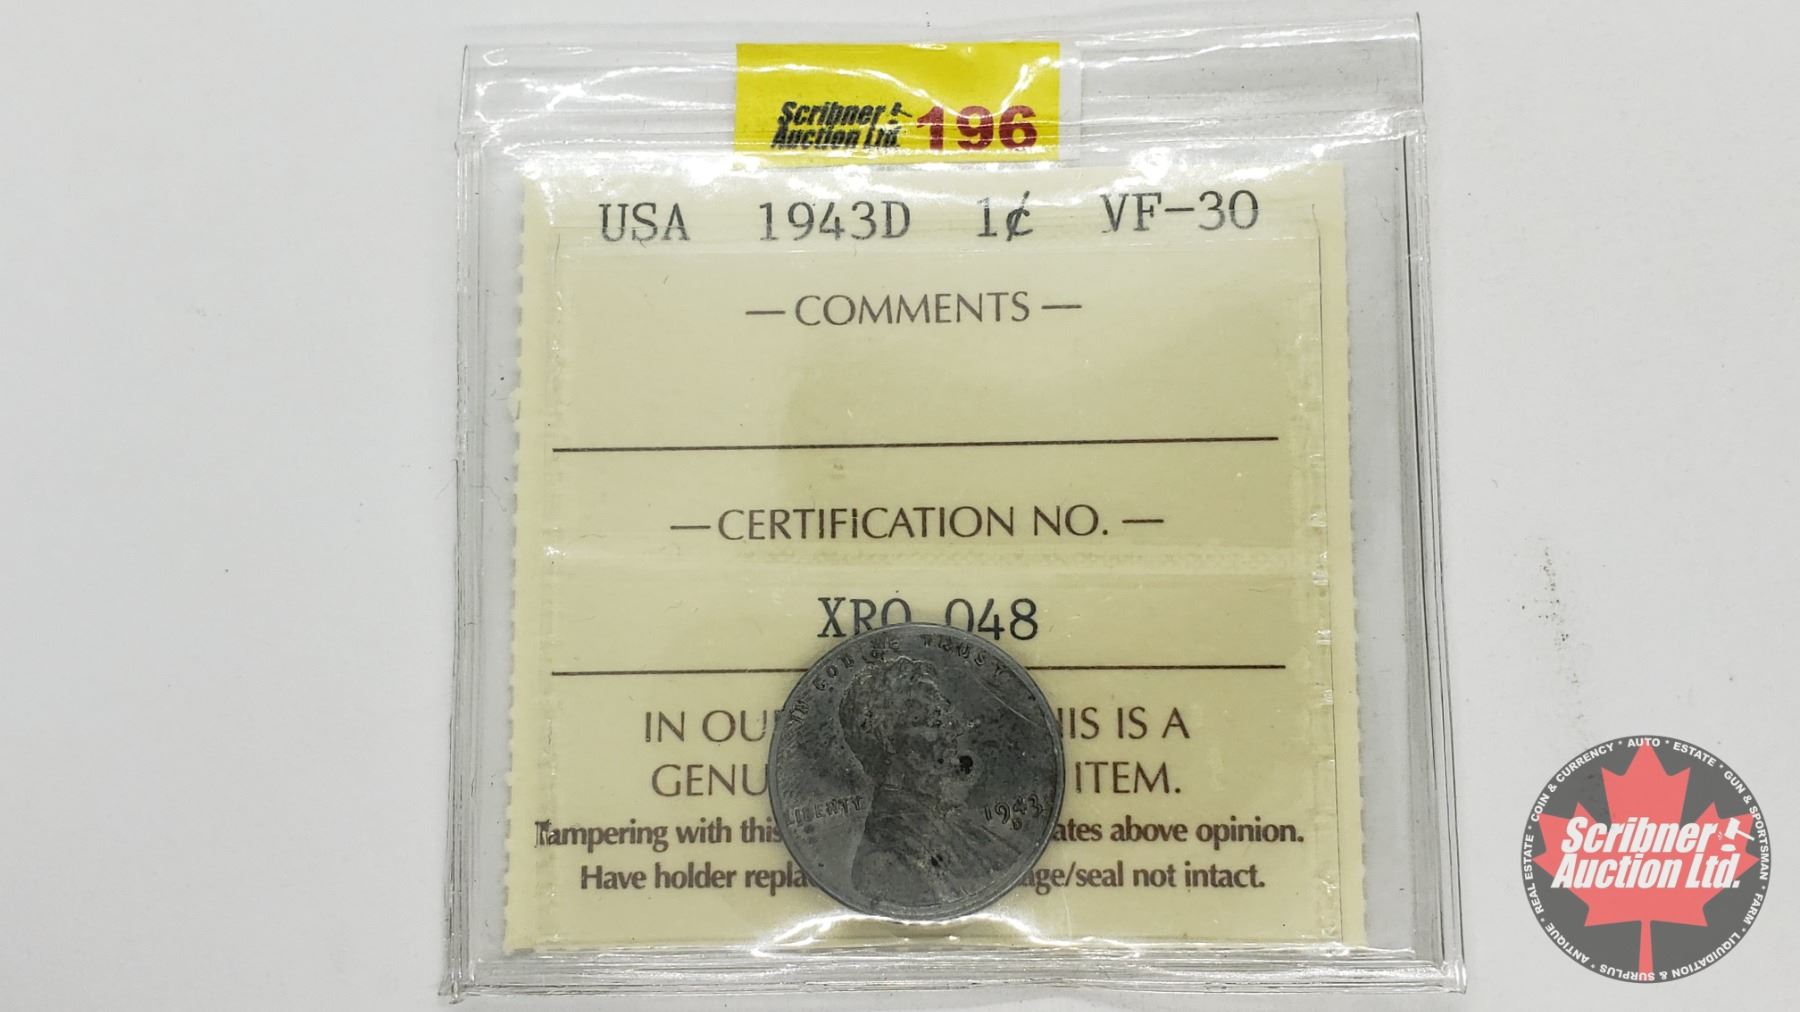 Scribner
Auction Ltd. 196
USA 1943D 1¢ VF-30
— COMMENTS —
— CERTIFICATION NO. —
XRQ 048
IN GOD WE TRUST
LIBERTY 1943
D
IN OU IS IS A
GENU ITEM.
Tampering with this ates above opinion.
Have holder repla ge/seal not intact.
COIN & CURRENCY * AUTO * ESTATE * GUN & SPORTSMAN * FARM * LIQUIDATION & SURPLUS * ANTIQUE * REAL ESTATE *
Scribner
Auction Ltd.